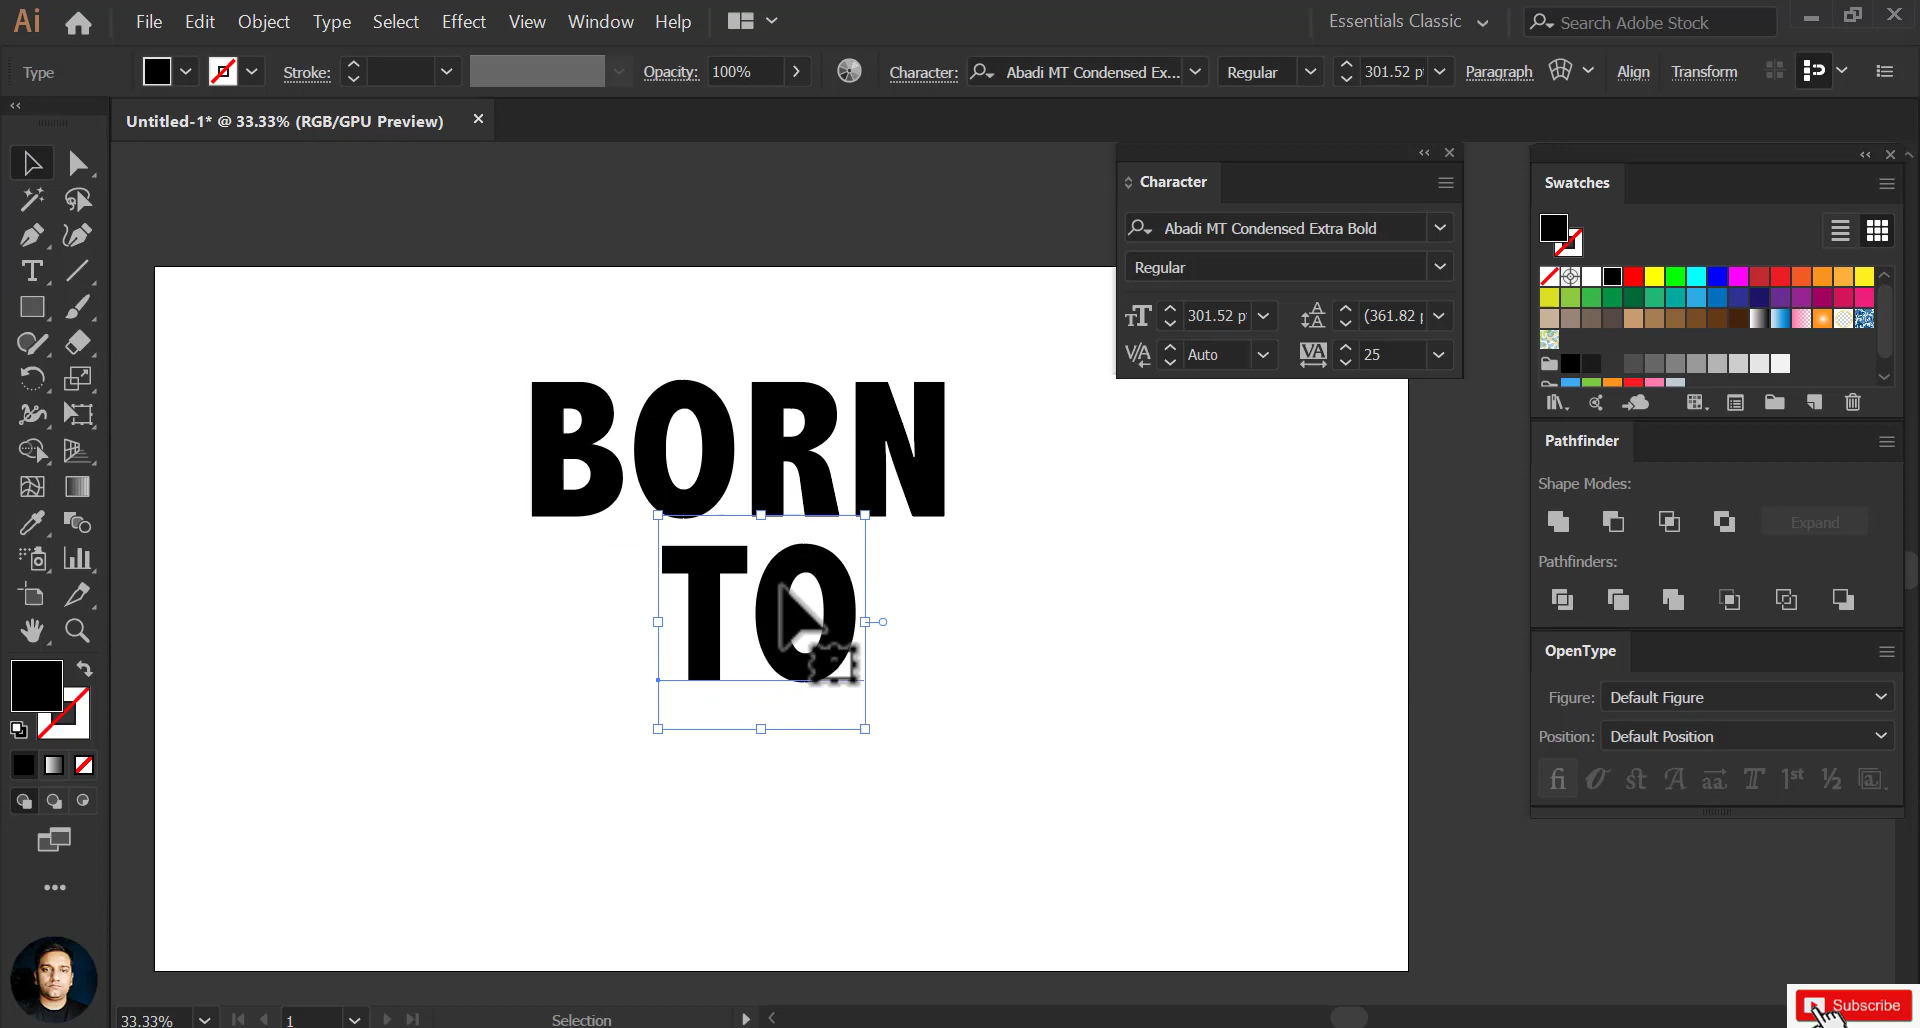 Ai File Edit Object Type Select Effect View Window Help Essentials Classic Search Adobe Stock
Type Stroke: Opacity: 100% Character: Abadi MT Condensed Ex... Regular 301.52 p Paragraph Align Transform
Untitled-1* @ 33.33% (RGB/GPU Preview)
Character
Abadi MT Condensed Extra Bold
Regular
301.52 p (361.82 p
Auto 25
Swatches
Pathfinder
Shape Modes:
Expand
Pathfinders:
OpenType
Figure: Default Figure
Position: Default Position
BORN
TO
33.33% 1 Selection
Subscribe